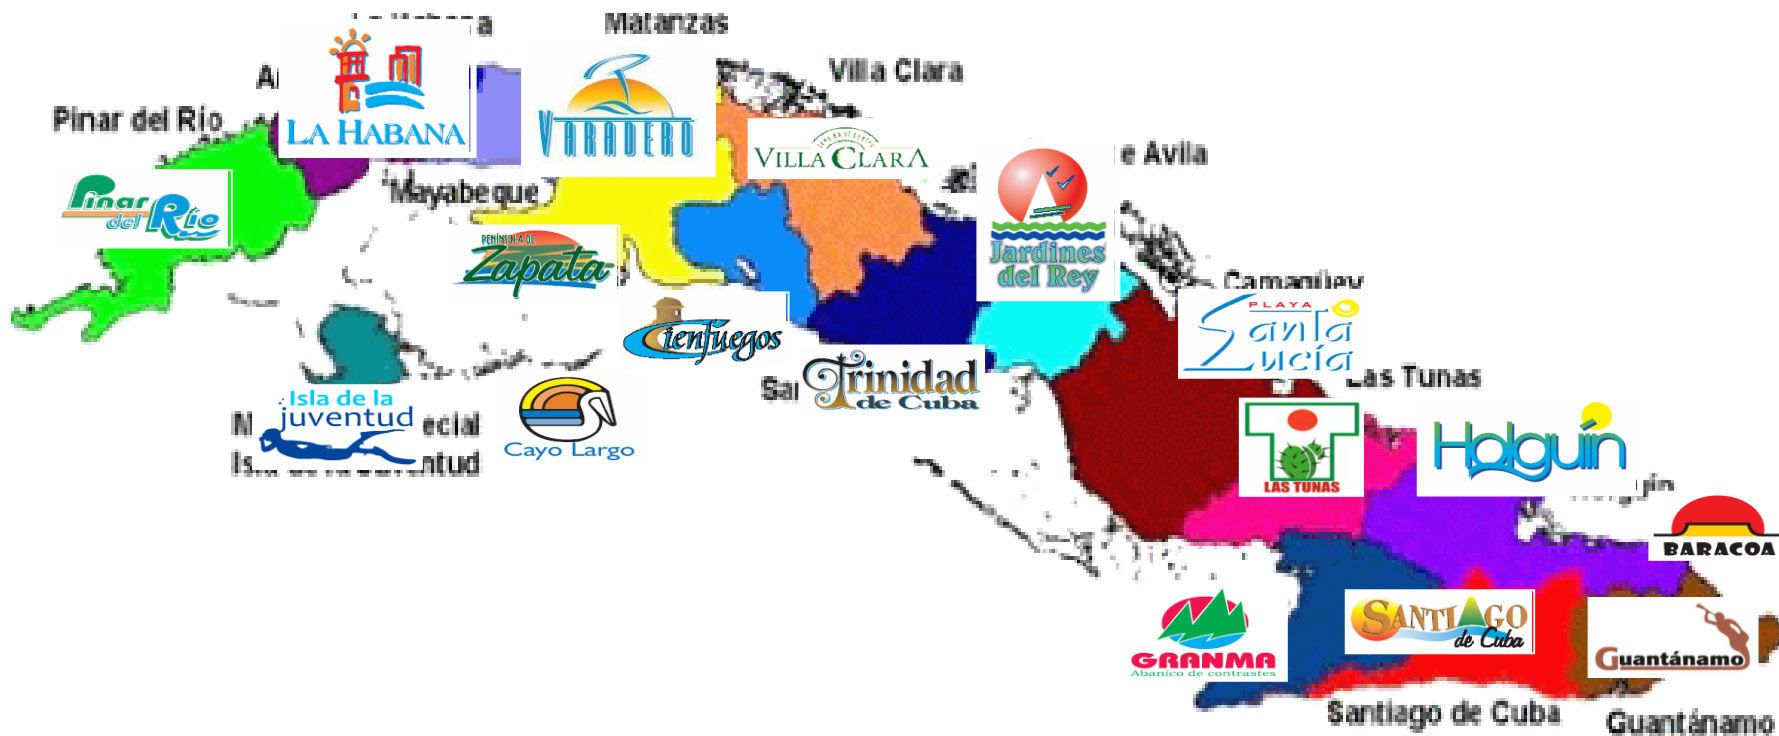 Matanzas
Villa Clara
Pinar del Río
LA HABANA
VARADERO
VILLA CLARA
e Avila
Mayabeque
Pinar
del Río
PENÍNSULA DE
Zapata
Jardines
del Rey
Camagüey
PLAYA
Santa
Lucía
Cienfuegos
Trinidad
de Cuba
Las Tunas
Isla de la
juventud
ecial
Cayo Largo
LAS TUNAS
Holguín
BARACOA
GRANMA
Abanico de contrastes
SANTIAGO
de Cuba
Guantánamo
Santiago de Cuba
Guantánamo